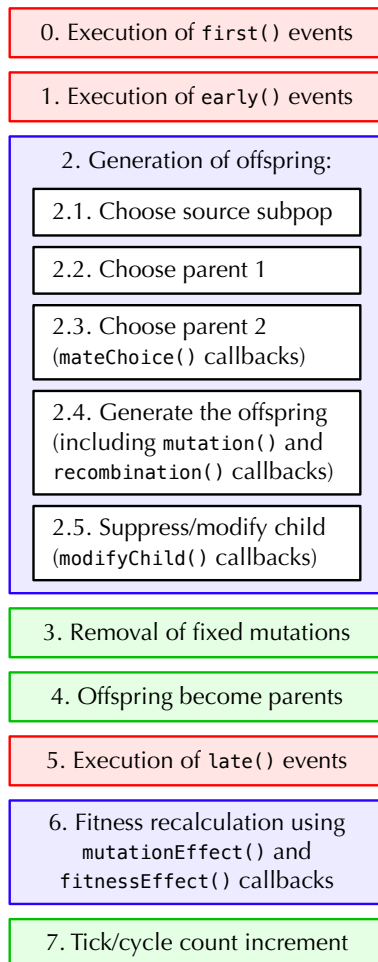 0. Execution of first() events
1. Execution of early() events
2. Generation of offspring:
2.1. Choose source subpop
2.2. Choose parent 1
2.3. Choose parent 2
(mateChoice() callbacks)
2.4. Generate the offspring
(including mutation() and
recombination() callbacks)
2.5. Suppress/modify child
(modifyChild() callbacks)
3. Removal of fixed mutations
4. Offspring become parents
5. Execution of late() events
6. Fitness recalculation using
mutationEffect() and
fitnessEffect() callbacks
7. Tick/cycle count increment